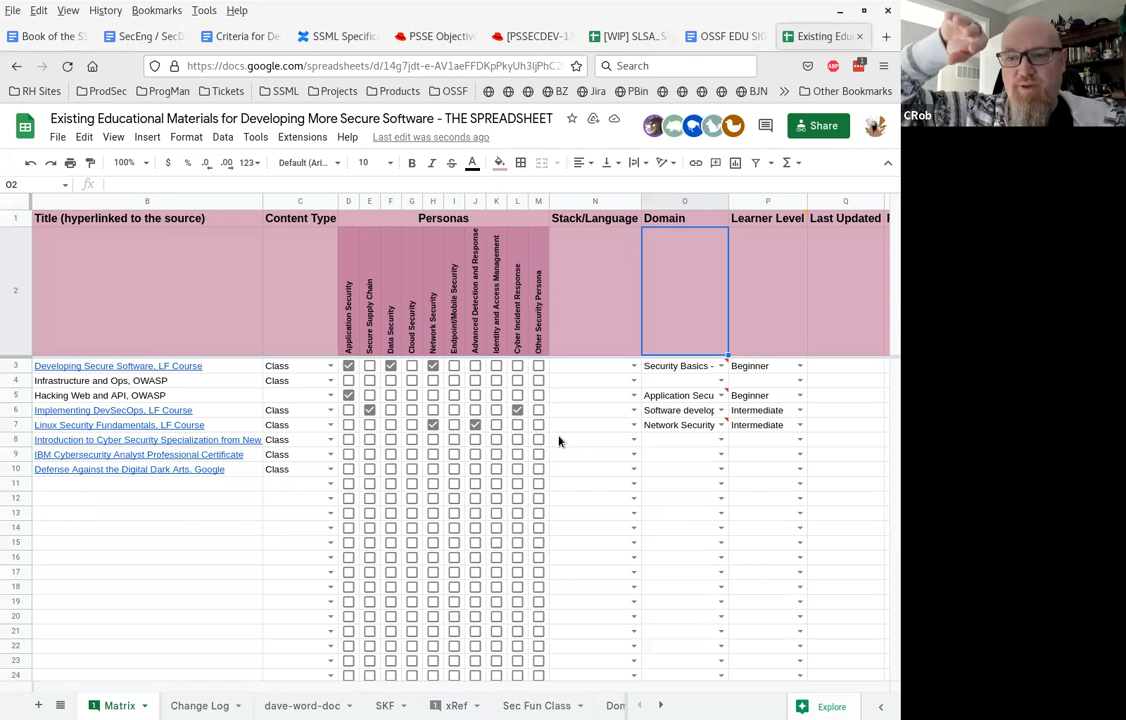 File Edit View History Bookmarks Tools Help
Book of the SS SecEng / SecD Criteria for De SSML Specific PSSE Objectiv [PSSECDEV-13 [WIP] SLSA_S OSSF EDU SIG Existing Educ
https://docs.google.com/spreadsheets/d/14g7jdt-e-AV1aeFFDKpPkyUh3ljPhC2 Search
RH Sites ProdSec ProgMan Tickets SSML Projects Products OSSF BZ Jira PBin BJN Other Bookmarks
Existing Educational Materials for Developing More Secure Software - THE SPREADSHEET
File Edit View Insert Format Data Tools Extensions Help Last edit was seconds ago
Share
CRob
100% $ % .0 .00 123 Default (Ari... 10 B I S A
O2 fx
B C D E F G H I J K L M N O P Q
1 Title (hyperlinked to the source) Content Type Personas Stack/Language Domain Learner Level Last Updated
2 Application Security Secure Supply Chain Data Security Cloud Security Network Security Endpoint/Mobile Security Advanced Detection and Response Identity and Access Management Cyber Incident Response Other Security Persona
3 Developing Secure Software, LF Course Class Security Basics - Beginner
4 Infrastructure and Ops, OWASP Class
5 Hacking Web and API, OWASP Application Secu Beginner
6 Implementing DevSecOps, LF Course Class Software develop Intermediate
7 Linux Security Fundamentals, LF Course Class Network Security Intermediate
8 Introduction to Cyber Security Specialization from New Class
9 IBM Cybersecurity Analyst Professional Certificate Class
10 Defense Against the Digital Dark Arts, Google Class
11
12
13
14
15
16
17
18
19
20
21
22
23
24
1 Matrix Change Log dave-word-doc SKF 1 xRef Sec Fun Class Don Explore